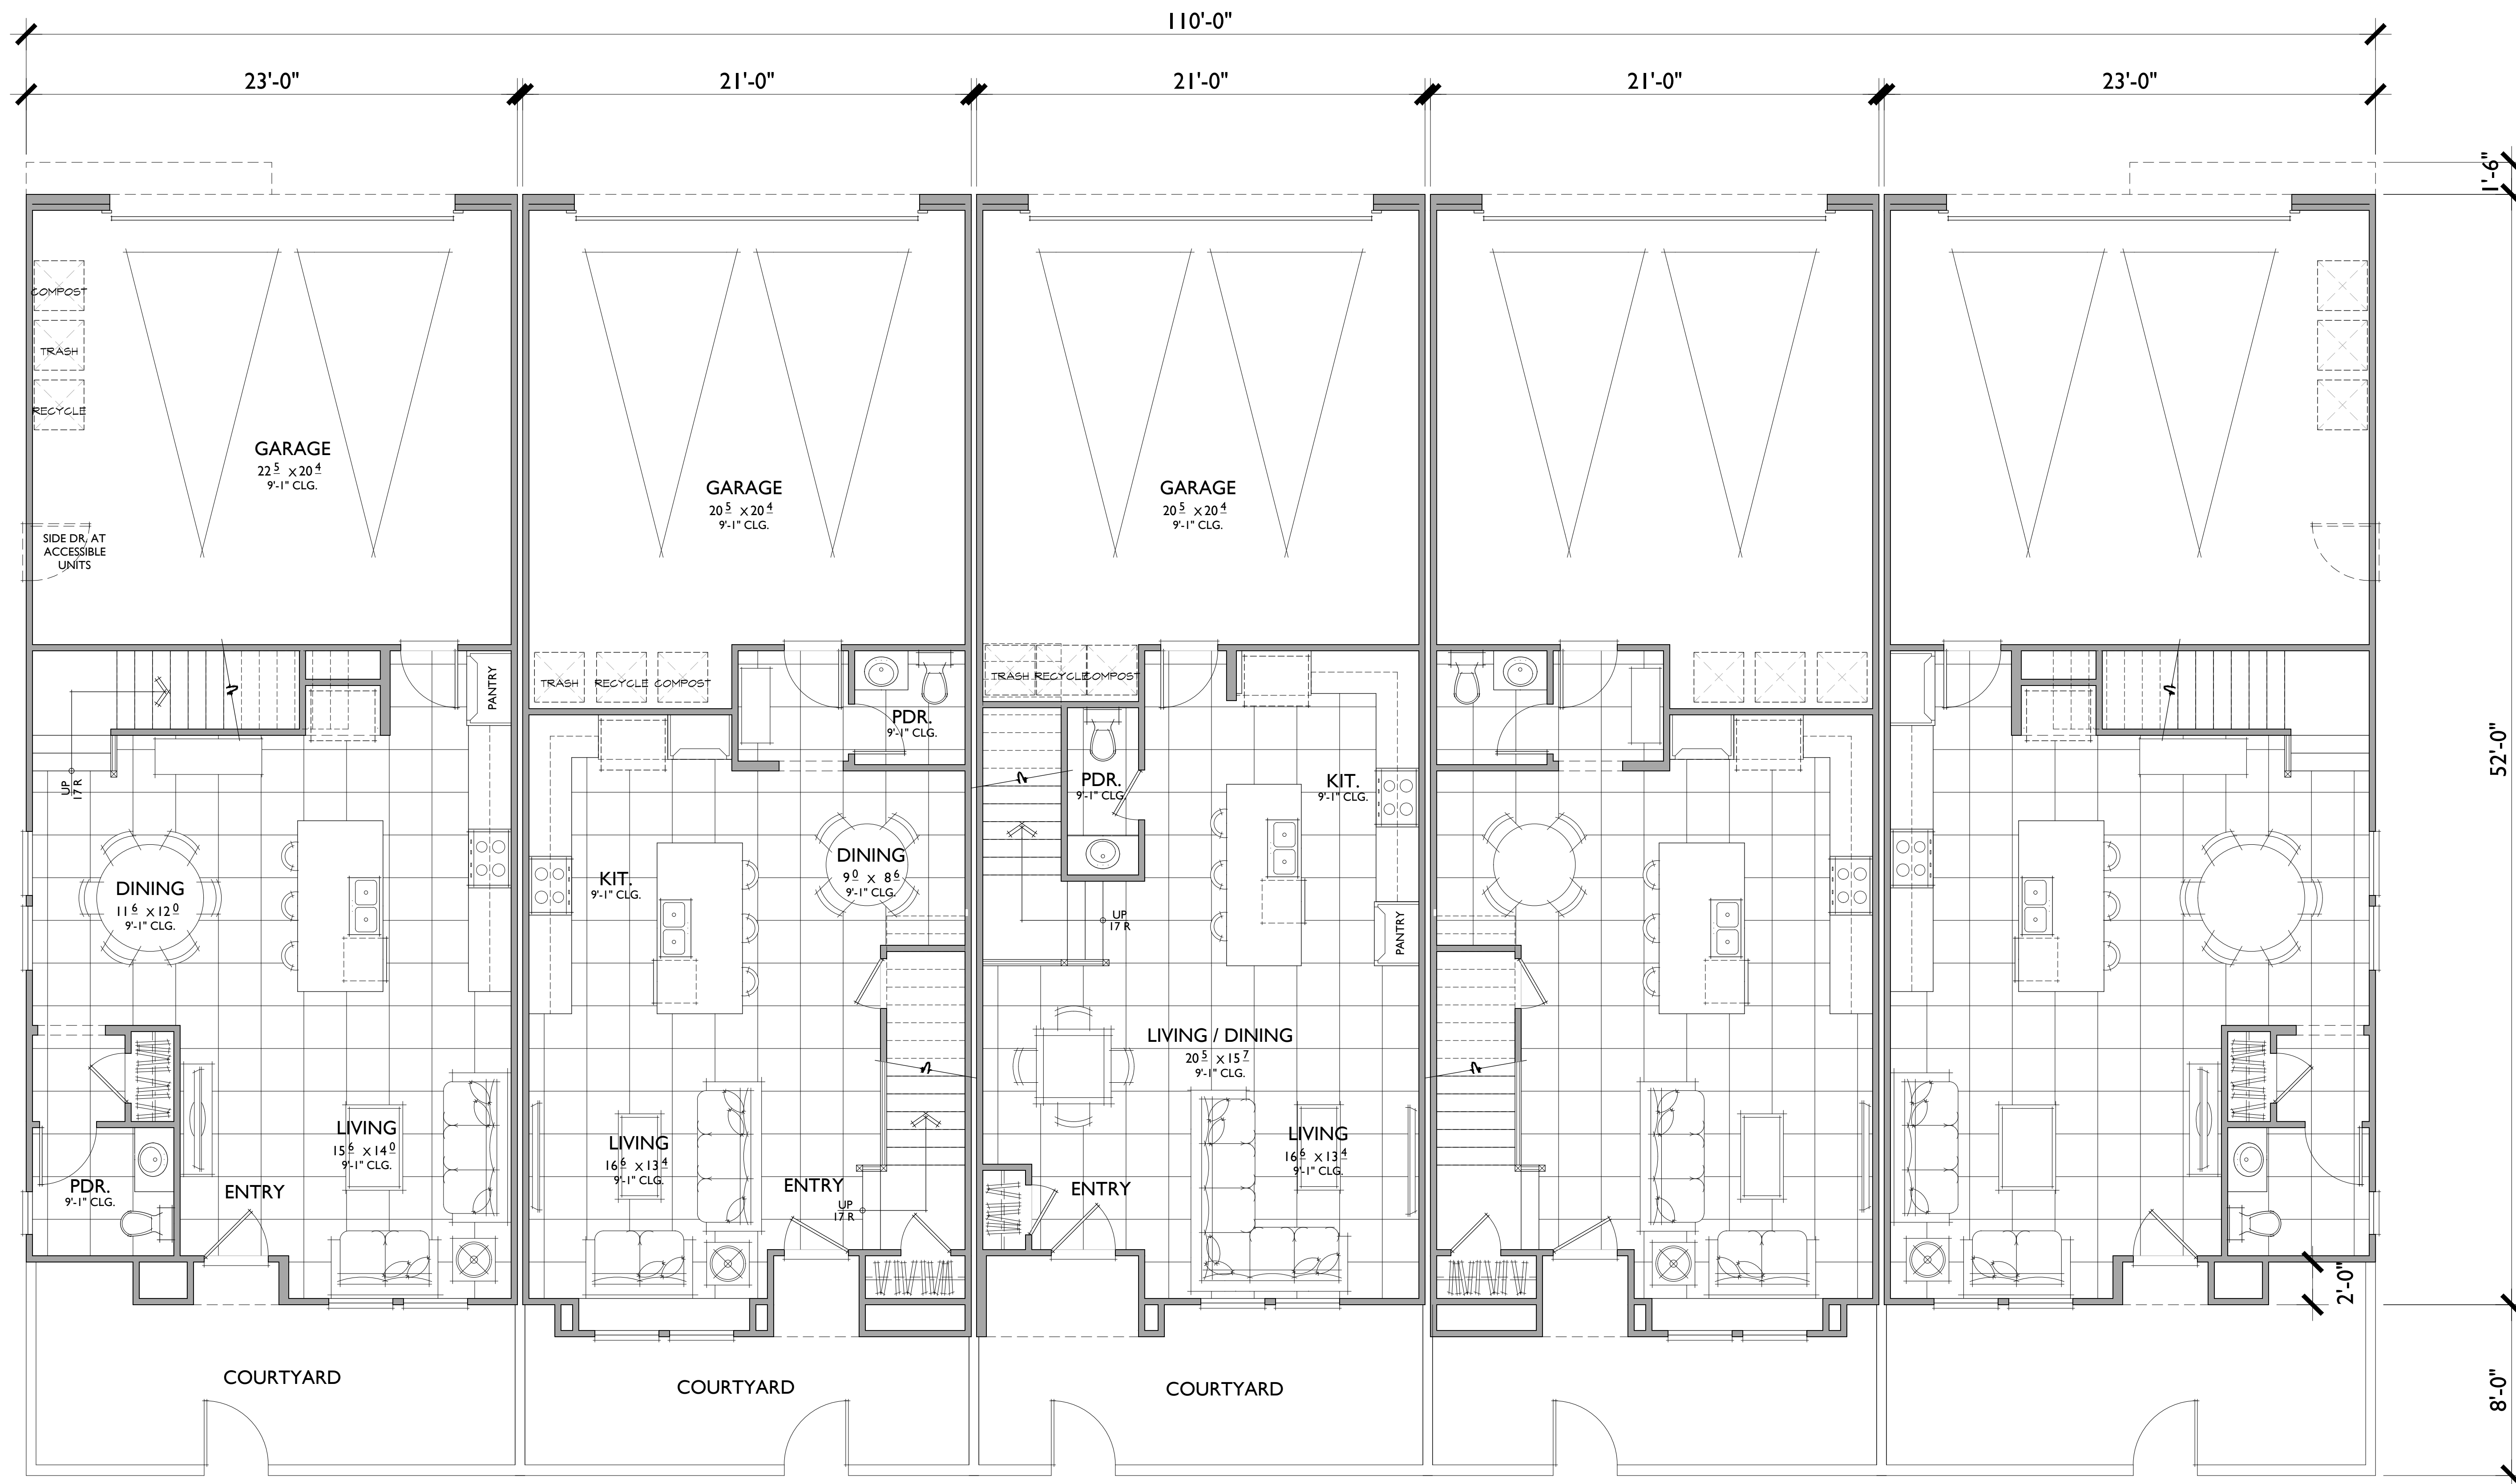 110'-0"
23'-0"
21'-0"
21'-0"
21'-0"
23'-0"
1'-6"
COMPOST
TRASH
RECYCLE
GARAGE
22 5 X 20 4
9'-1" CLG.
SIDE DR. AT
ACCESSIBLE
UNITS
GARAGE
20 5 X 20 4
9'-1" CLG.
GARAGE
20 5 X 20 4
9'-1" CLG.
PANTRY
UP
17 R
DINING
11 6 X 12 0
9'-1" CLG.
LIVING
15 6 X 14 0
9'-1" CLG.
PDR.
9'-1" CLG.
ENTRY
COURTYARD
TRASH
RECYCLE
COMPOST
PDR.
9'-1" CLG.
KIT.
9'-1" CLG.
DINING
9 0 X 8 6
9'-1" CLG.
LIVING
16 6 X 13 4
9'-1" CLG.
ENTRY
UP
17 R
COURTYARD
TRASH
RECYCLE
COMPOST
PDR.
9'-1" CLG.
KIT.
9'-1" CLG.
UP
17 R
PANTRY
LIVING / DINING
20 5 X 15 7
9'-1" CLG.
LIVING
16 6 X 13 4
9'-1" CLG.
ENTRY
COURTYARD
52'-0"
2'-0"
8'-0"